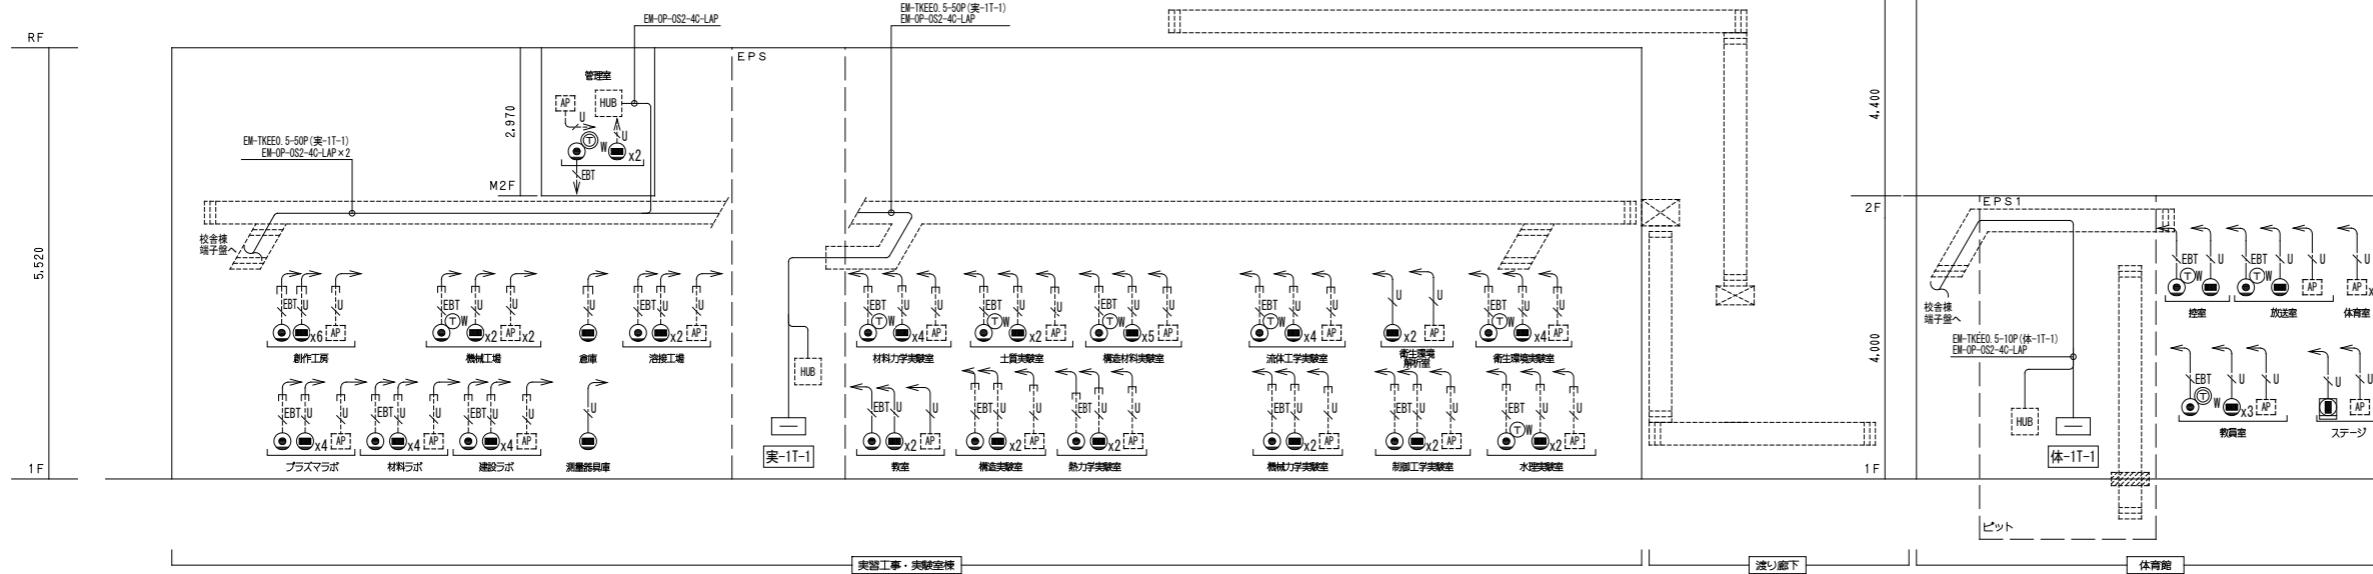 EM-OP-OS2-4C-LAP
EM-TKEE0.5-50P(実-1T-1)
EM-OP-OS2-4C-LAP
RF
EPS
管理室
AP
HUB
U
U
T
W
x2
EBT
2,970
4,400
EM-TKEE0.5-50P(実-1T-1)
EM-OP-OS2-4C-LAP×2
M2F
2F
EPS1
校舎棟
端子盤へ
5,520
EBT U U
x6 AP
創作工房
EBT U U
T W
x2 AP x2
機械工場
U
倉庫
EBT U U
x2 AP
溶接工場
HUB
EBT U U
T W
x4 AP
材料力学実験室
EBT U U
T W
x2 AP
土質実験室
EBT U U
T W
x5 AP
構造材料実験室
EBT U U
T W
x4 AP
流体工学実験室
U U
x2 AP
衛生環境
解析室
EBT U U
T W
x4 AP
衛生環境実験室
校舎棟
端子盤へ
EBT U
T W
控室
EBT U U
T W
AP
放送室
U
AP x
体育室
4,000
EM-TKEE0.5-10P(体-1T-1)
EM-OP-OS2-4C-LAP
EBT U U
x4 AP
プラズマラボ
EBT U U
x4 AP
材料ラボ
EBT U U
x4 AP
建設ラボ
U
測量器具庫
実-1T-1
EBT U U
x2 AP
教室
EBT U U
x2 AP
構造実験室
EBT U U
x2 AP
熱力学実験室
EBT U U
x2 AP
機械力学実験室
EBT U U
x2 AP
制御工学実験室
EBT U U
T W
x2 AP
水理実験室
HUB
体-1T-1
EBT U U
T W
x3 AP
教員室
U U
AP
ステージ
1F
1F
ピット
実習工事・実験室棟
渡り廊下
体育館